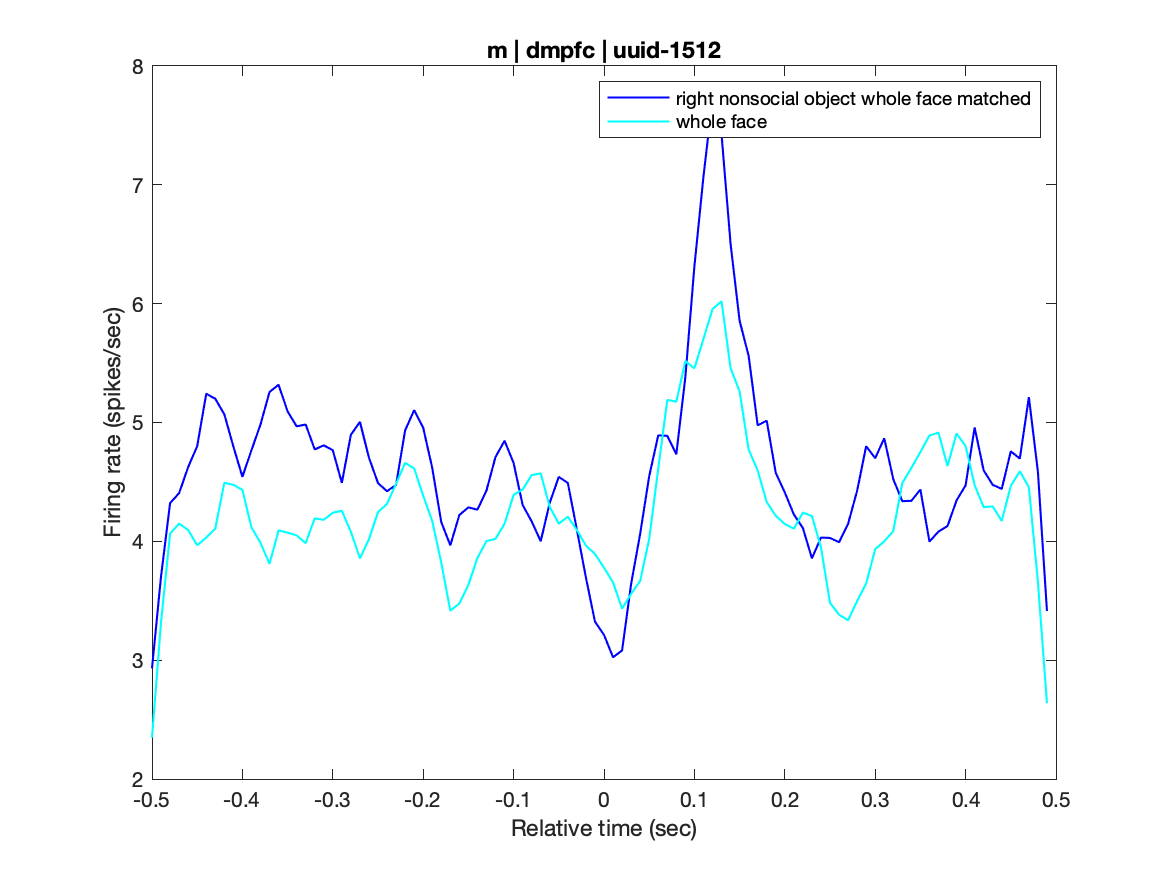 m | dmpfc | uuid-1512
right nonsocial object whole face matched
whole face
Firing rate (spikes/sec)
8
7
6
5
4
3
2
-0.5 -0.4 -0.3 -0.2 -0.1 0 0.1 0.2 0.3 0.4 0.5
Relative time (sec)